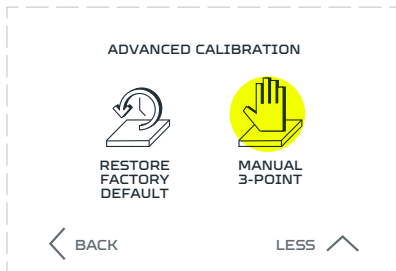 ADVANCED CALIBRATION
RESTORE
FACTORY
DEFAULT
MANUAL
3-POINT
BACK
LESS